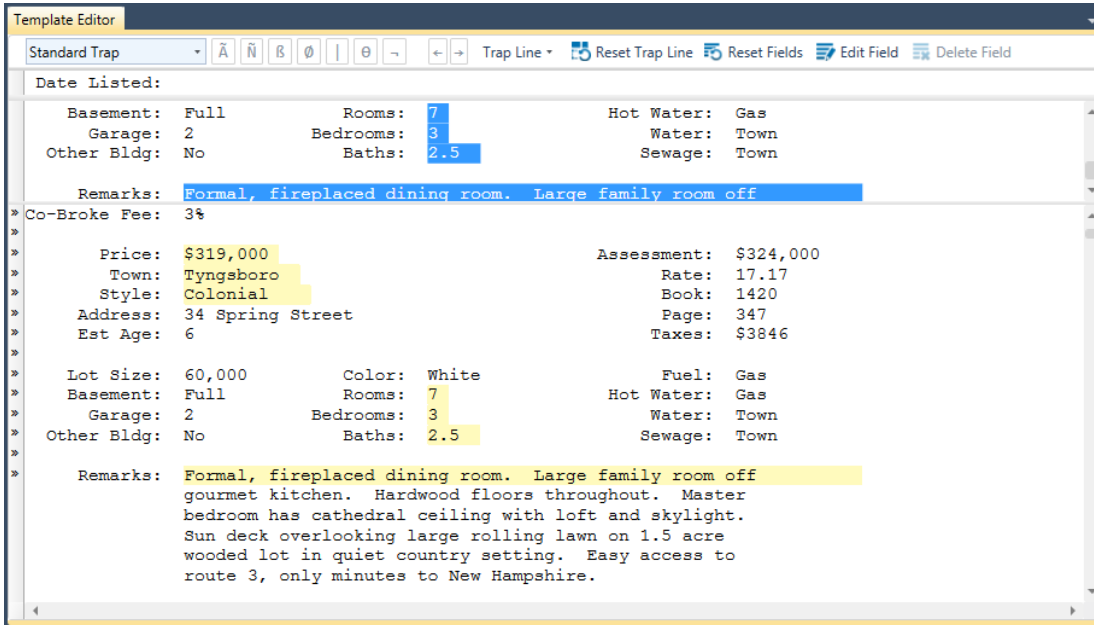 Template Editor
Standard Trap Ã Ñ ß Ø | θ ¬ ← → Trap Line Reset Trap Line Reset Fields Edit Field Delete Field
Date Listed:
Basement: Full Rooms: 7 Hot Water: Gas
Garage: 2 Bedrooms: 3 Water: Town
Other Bldg: No Baths: 2.5 Sewage: Town
Remarks: Formal, fireplaced dining room. Large family room off
» Co-Broke Fee: 3%
»
» Price: $319,000 Assessment: $324,000
» Town: Tyngsboro Rate: 17.17
» Style: Colonial Book: 1420
» Address: 34 Spring Street Page: 347
» Est Age: 6 Taxes: $3846
»
» Lot Size: 60,000 Color: White Fuel: Gas
» Basement: Full Rooms: 7 Hot Water: Gas
» Garage: 2 Bedrooms: 3 Water: Town
» Other Bldg: No Baths: 2.5 Sewage: Town
»
» Remarks: Formal, fireplaced dining room. Large family room off
gourmet kitchen. Hardwood floors throughout. Master
bedroom has cathedral ceiling with loft and skylight.
Sun deck overlooking large rolling lawn on 1.5 acre
wooded lot in quiet country setting. Easy access to
route 3, only minutes to New Hampshire.